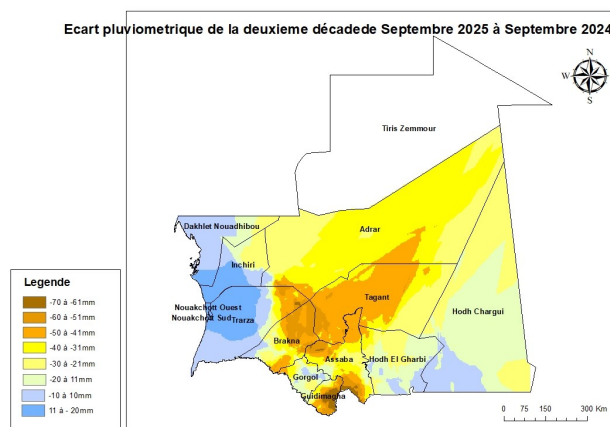 Ecart pluviometrique de la deuxieme décadede Septembre 2025 à Septembre 2024
N
W E
S
Tiris Zemmour
Dakhlet Nouadhibou
Adrar
Inchiri
Legende
-70 à -61mm
-60 à -51mm
-50 à -41mm
-40 à -31mm
-30 à -21mm
-20 à 11mm
-10 à 10mm
11 à - 20mm
Nouakchott Ouest
Nouakchott Sud
Trarza
Tagant
Hodh Chargui
Brakna
Assaba
Hodh El Gharbi
Gorgol
Guidimagha
0 75 150 300 Km